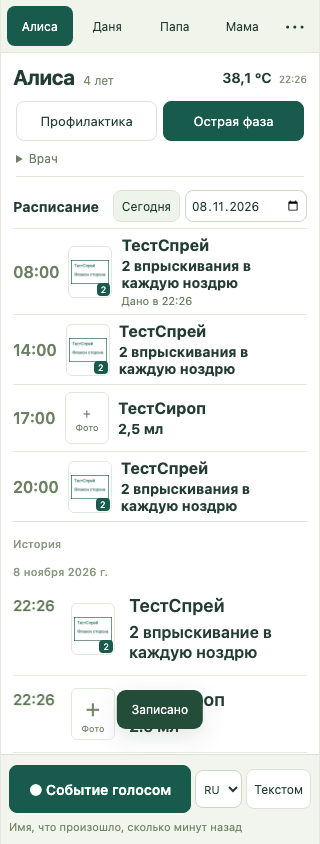 Алиса Даня Папа Мама •••
Алиса 4 лет 38,1 °C 22:26
Профилактика Острая фаза
Врач
Расписание Сегодня 08.11.2026
08:00 2 ТестСпрей
2 впрыскивания в
каждую ноздрю
Дано в 22:26
14:00 2 ТестСпрей
2 впрыскивания в
каждую ноздрю
17:00 + Фото ТестСироп
2,5 мл
20:00 2 ТестСпрей
2 впрыскивания в
каждую ноздрю
История
8 ноября 2026 г.
22:26 2 ТестСпрей
2 впрыскивание в
каждую ноздрю
22:26 + Фото
Записано
Событие голосом RU Текстом
Имя, что произошло, сколько минут назад